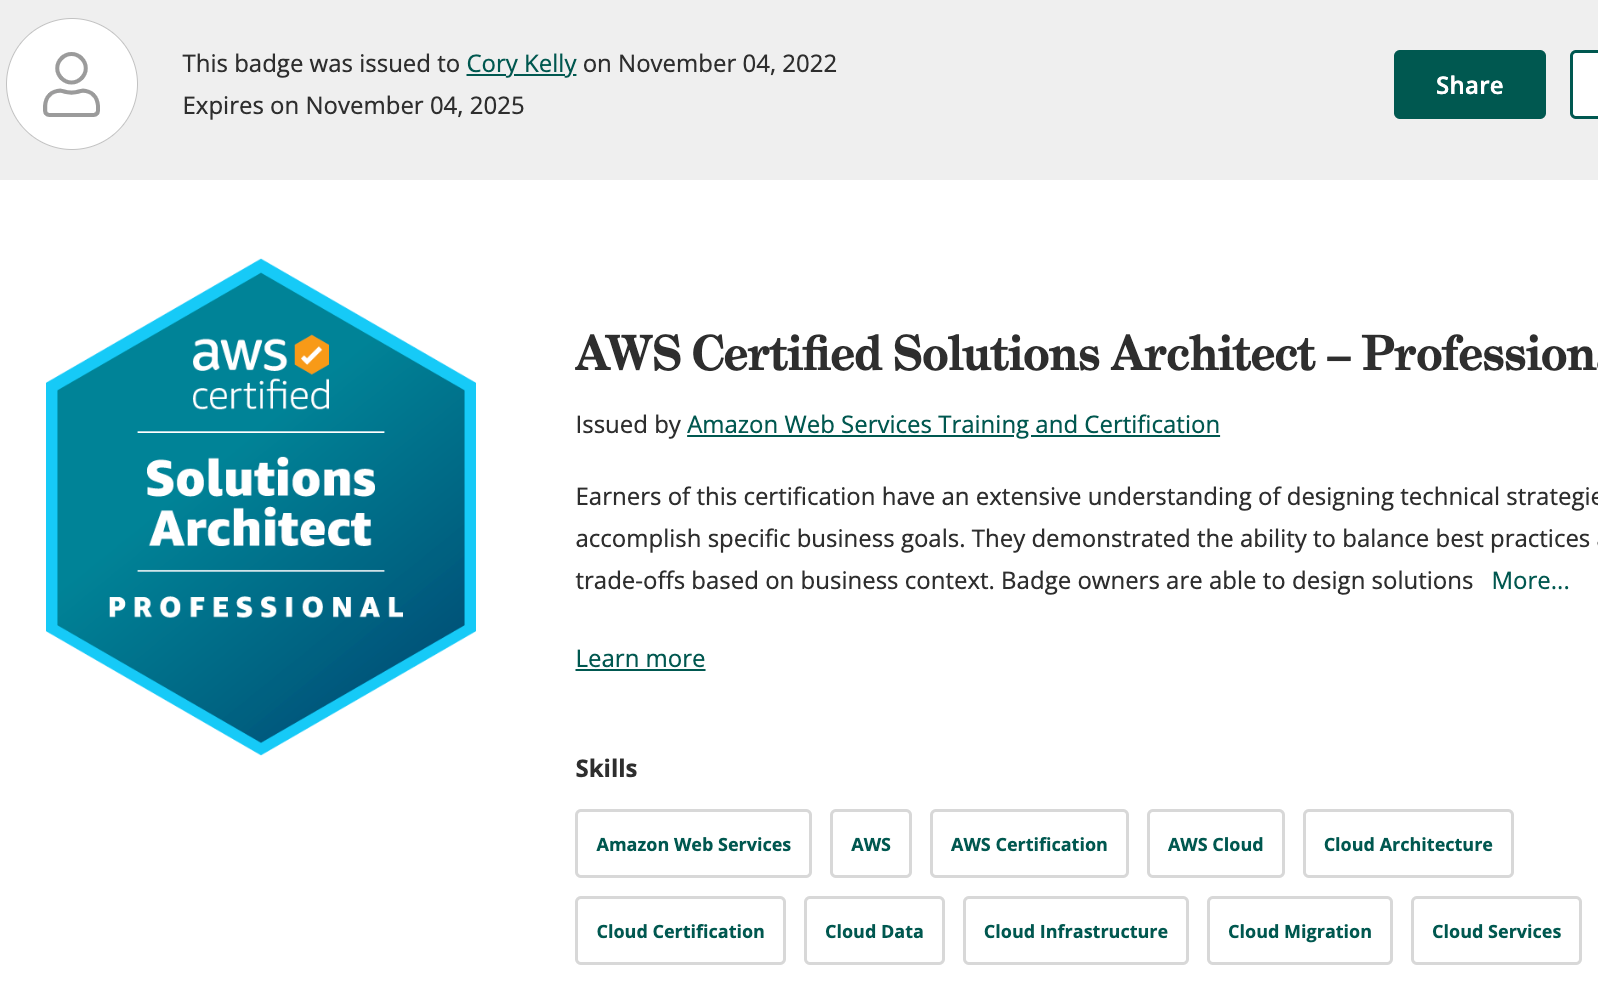 This badge was issued to Cory Kelly on November 04, 2022
Expires on November 04, 2025
Share
aws
certified
Solutions
Architect
PROFESSIONAL
AWS Certified Solutions Architect – Profession
Issued by Amazon Web Services Training and Certification
Earners of this certification have an extensive understanding of designing technical strategie
accomplish specific business goals. They demonstrated the ability to balance best practices
trade-offs based on business context. Badge owners are able to design solutions More...
Learn more
Skills
Amazon Web Services AWS AWS Certification AWS Cloud Cloud Architecture
Cloud Certification Cloud Data Cloud Infrastructure Cloud Migration Cloud Services